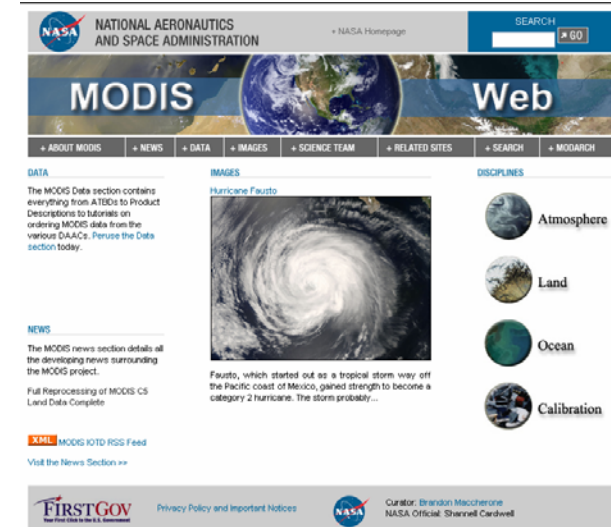 NASA
NATIONAL AERONAUTICS
AND SPACE ADMINISTRATION
+ NASA Homepage
SEARCH
GO
MODIS
Web
+ ABOUT MODIS
+ NEWS
+ DATA
+ IMAGES
+ SCIENCE TEAM
+ RELATED SITES
+ SEARCH
+ MODARCH
DATA
The MODIS Data section contains
everything from ATBDs to Product
Descriptions to tutorials on
ordering MODIS data from the
various DAACs. Peruse the Data
section today.
NEWS
The MODIS news section details all
the developing news surrounding
the MODIS project.
Full Reprocessing of MODIS C5
Land Data Complete
XML MODIS IOTD RSS Feed
Visit the News Section >>
IMAGES
Hurricane Fausto
Fausto, which started out as a tropical storm way off
the Pacific coast of Mexico, gained strength to become a
category 2 hurricane. The storm probably...
DISCIPLINES
Atmosphere
Land
Ocean
Calibration
FIRSTGOV
Your First Click to the U.S. Government
Privacy Policy and Important Notices
NASA
Curator: Brandon Maccherone
NASA Official: Shannell Cardwell